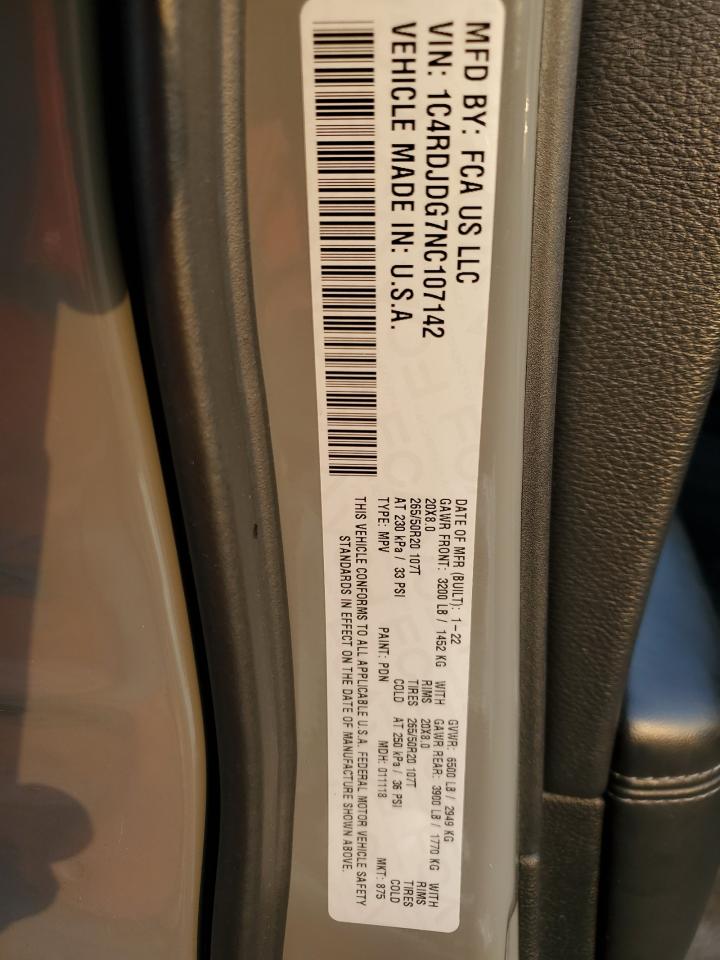 MFD BY: FCA US LLC
VIN: 1C4RDJDG7NC107142
VEHICLE MADE IN: U.S.A.
DATE OF MFR (BUILT): 1-22 GVWR: 6500 LB / 2949 KG
GAWR FRONT: 3200 LB / 1452 KG WITH GAWR REAR: 3900 LB / 1770 KG WITH
20X8.0 RIMS 20X8.0 RIMS
265/50R20 107T TIRES 265/50R20 107T TIRES
AT 230 kPa / 33 PSI COLD AT 250 kPa / 36 PSI COLD
TYPE: MPV PAINT: PDN MDH: 011118 MKT: 875
THIS VEHICLE CONFORMS TO ALL APPLICABLE U.S.A. FEDERAL MOTOR VEHICLE SAFETY
STANDARDS IN EFFECT ON THE DATE OF MANUFACTURE SHOWN ABOVE.